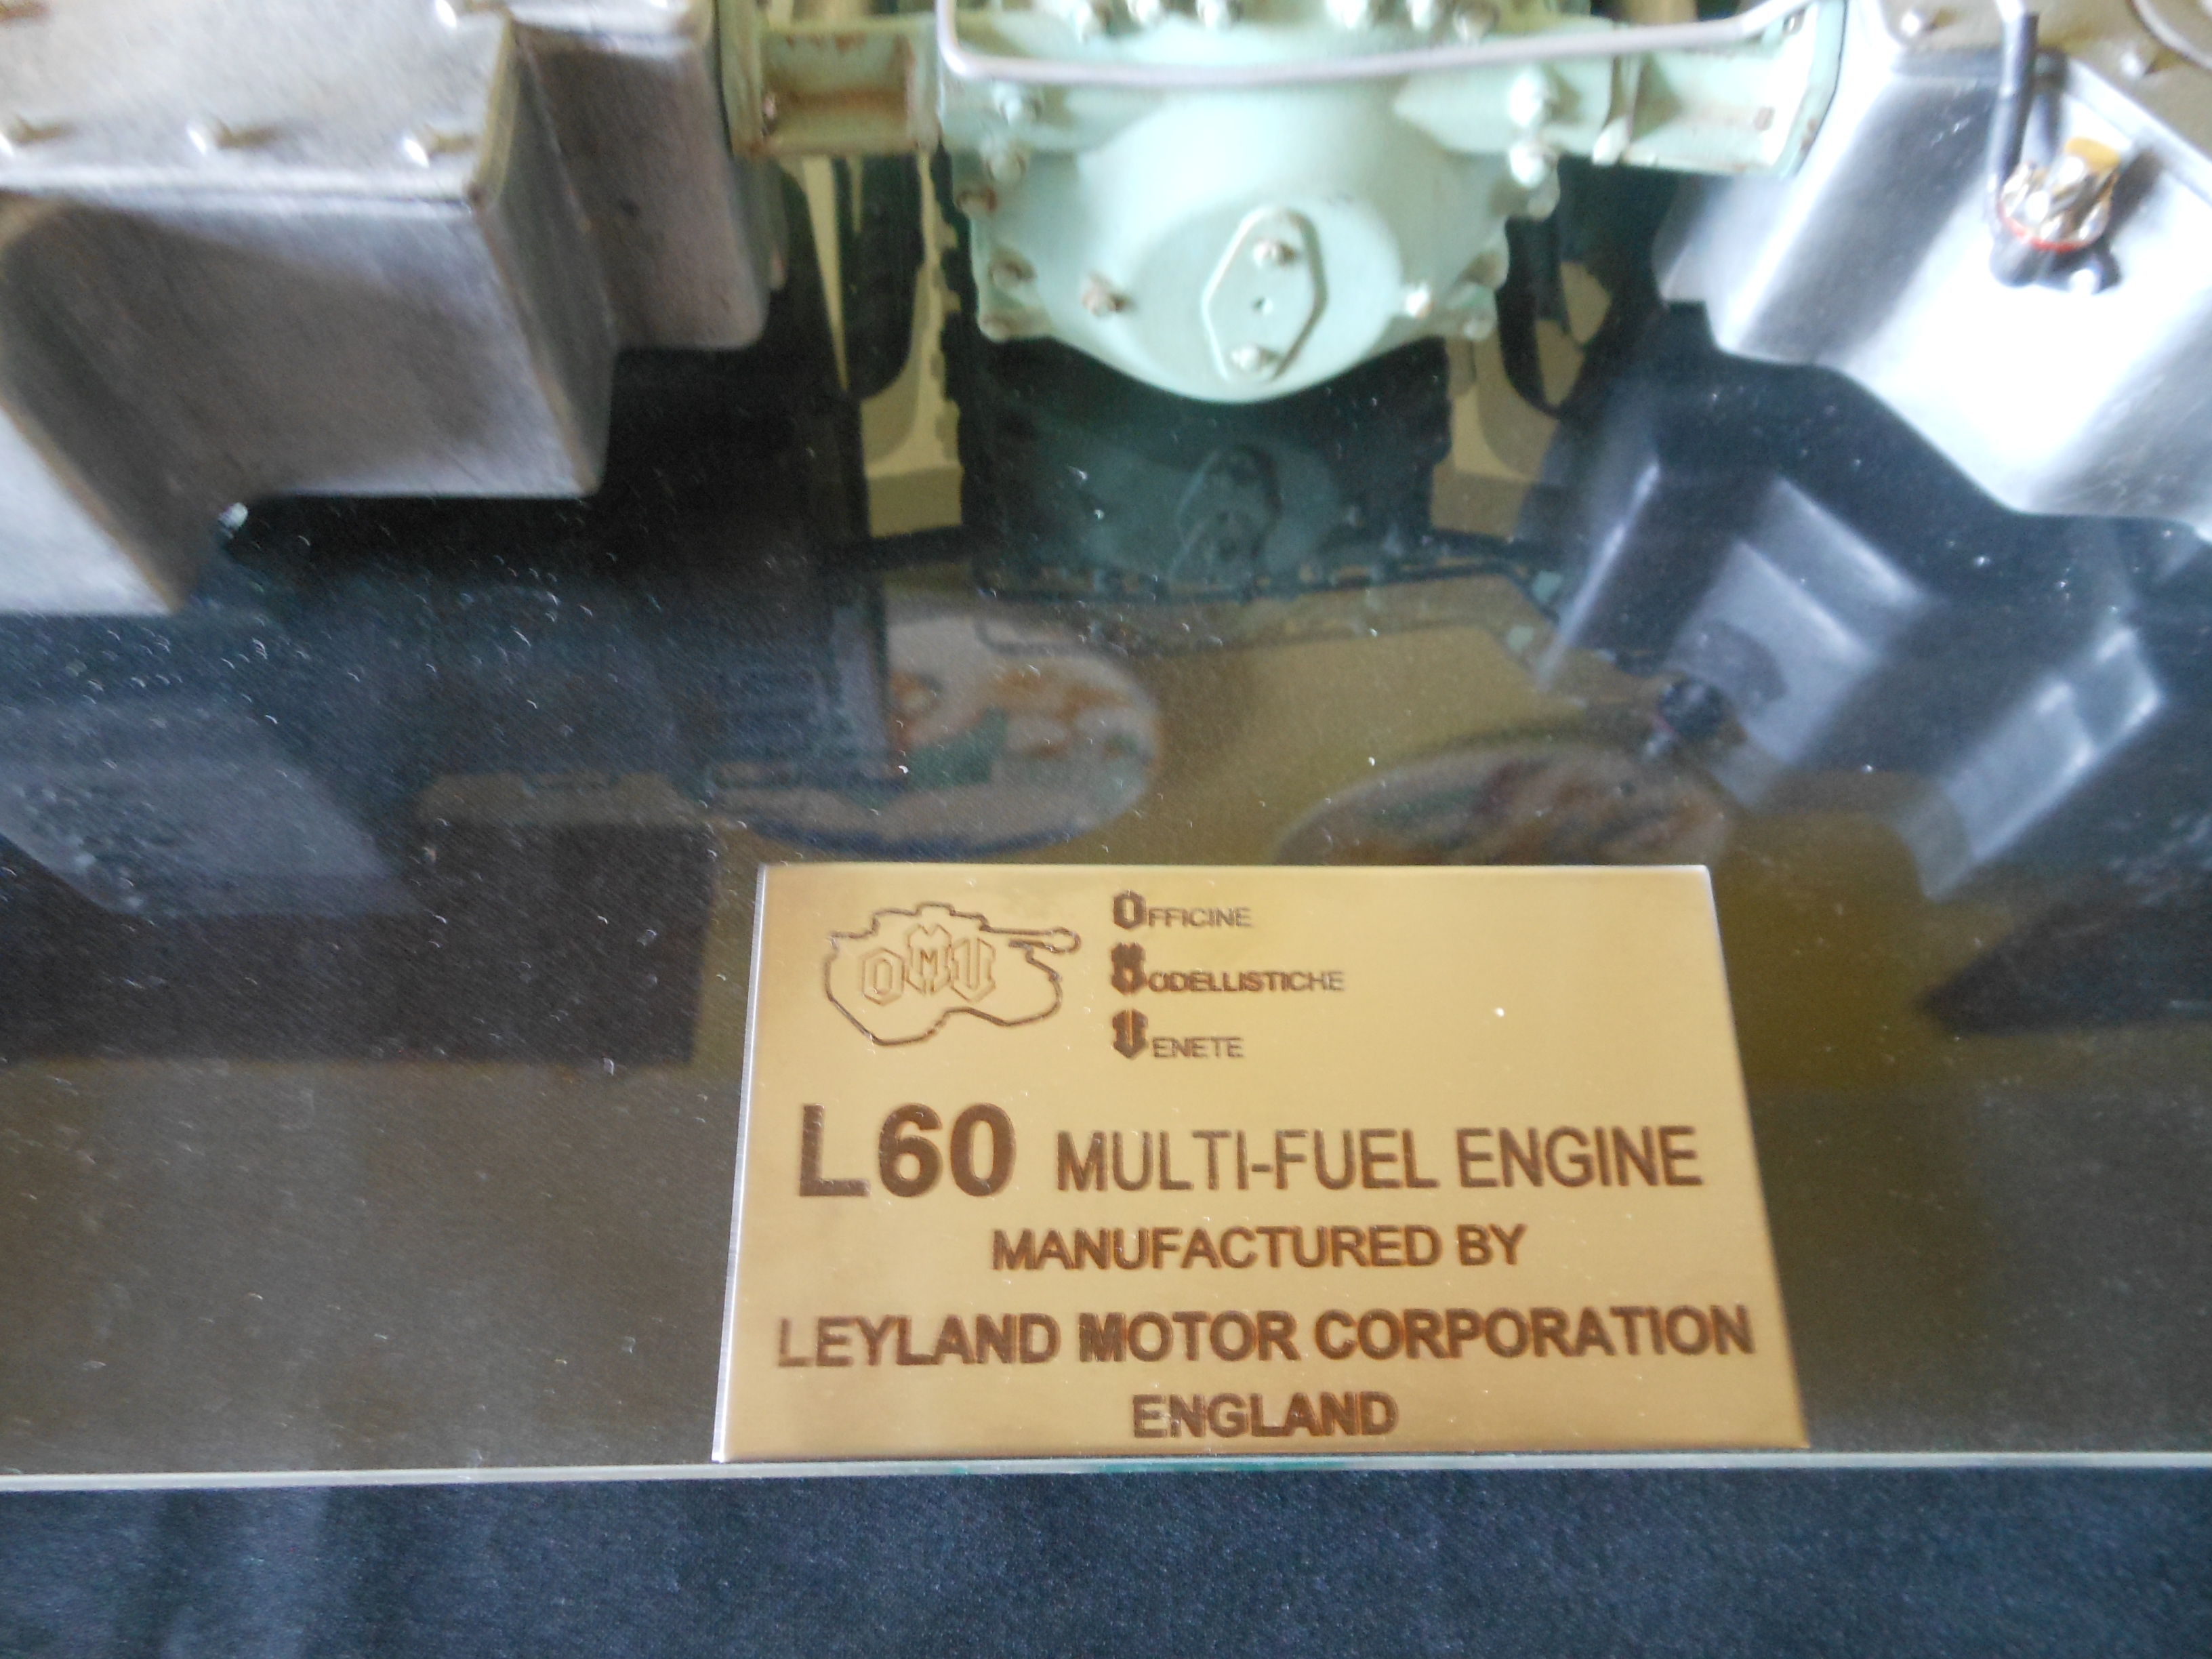 OMV
OFFICINE
MODELLISTICHE
VENETE
L60 MULTI-FUEL ENGINE
MANUFACTURED BY
LEYLAND MOTOR CORPORATION
ENGLAND